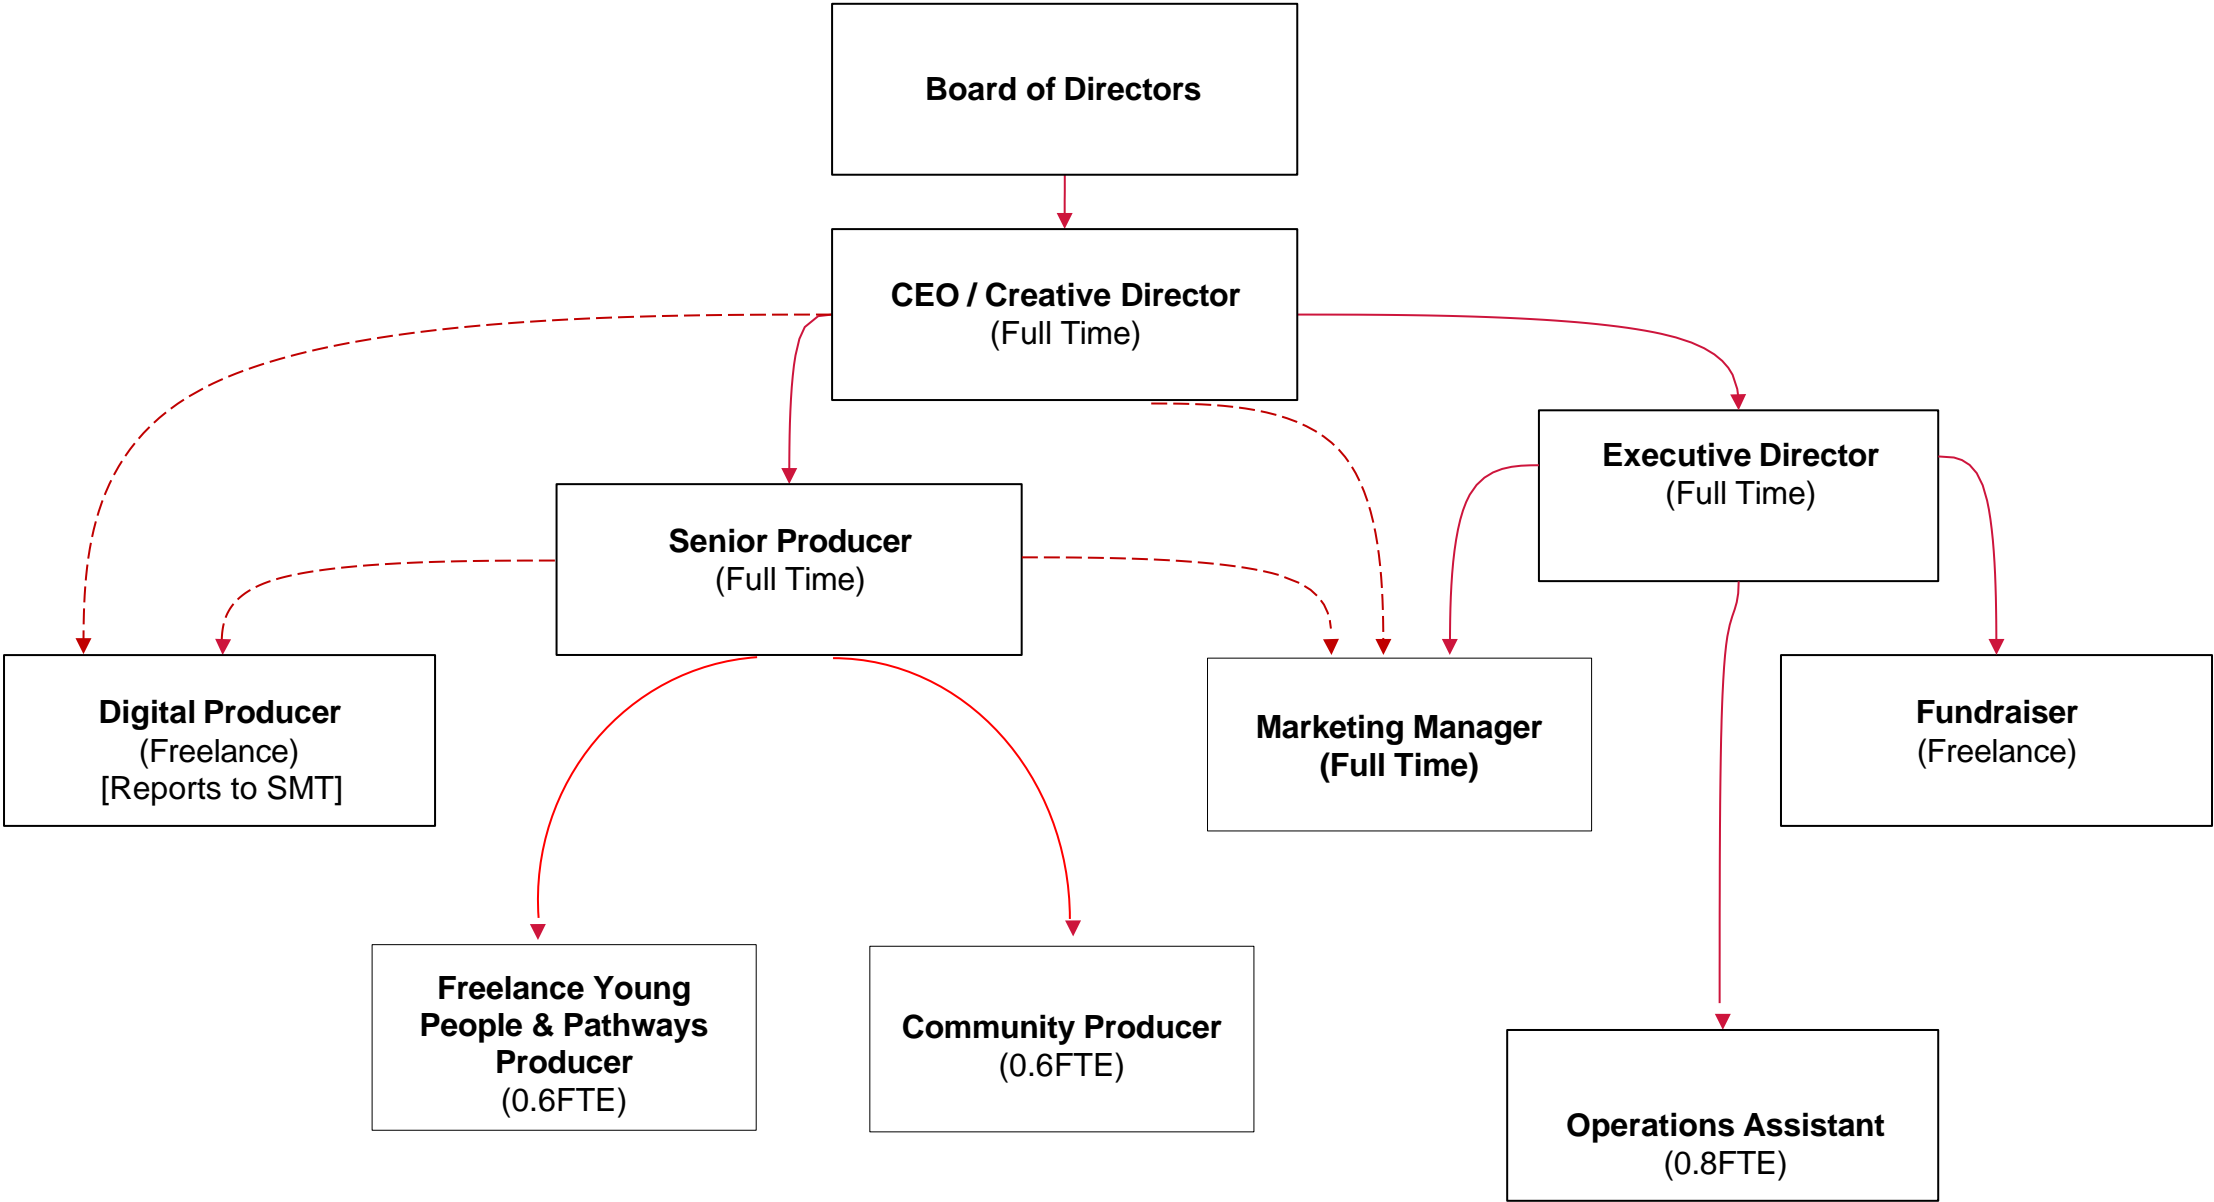 Board of Directors
CEO / Creative Director
(Full Time)
Executive Director
(Full Time)
Senior Producer
(Full Time)
Digital Producer
(Freelance)
[Reports to SMT]
Marketing Manager
(Full Time)
Fundraiser
(Freelance)
Freelance Young
People & Pathways
Producer
(0.6FTE)
Community Producer
(0.6FTE)
Operations Assistant
(0.8FTE)